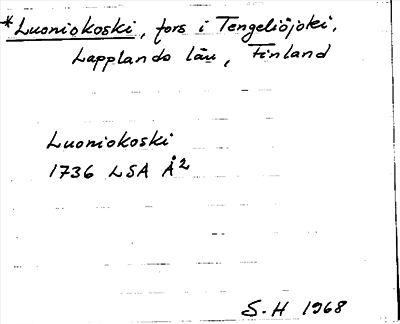 *Luoniokoski, fors i Tengeliöjoki,
Lapplands län, Finland
Luoniokoski
1736 LSA Å2
S-H 1968